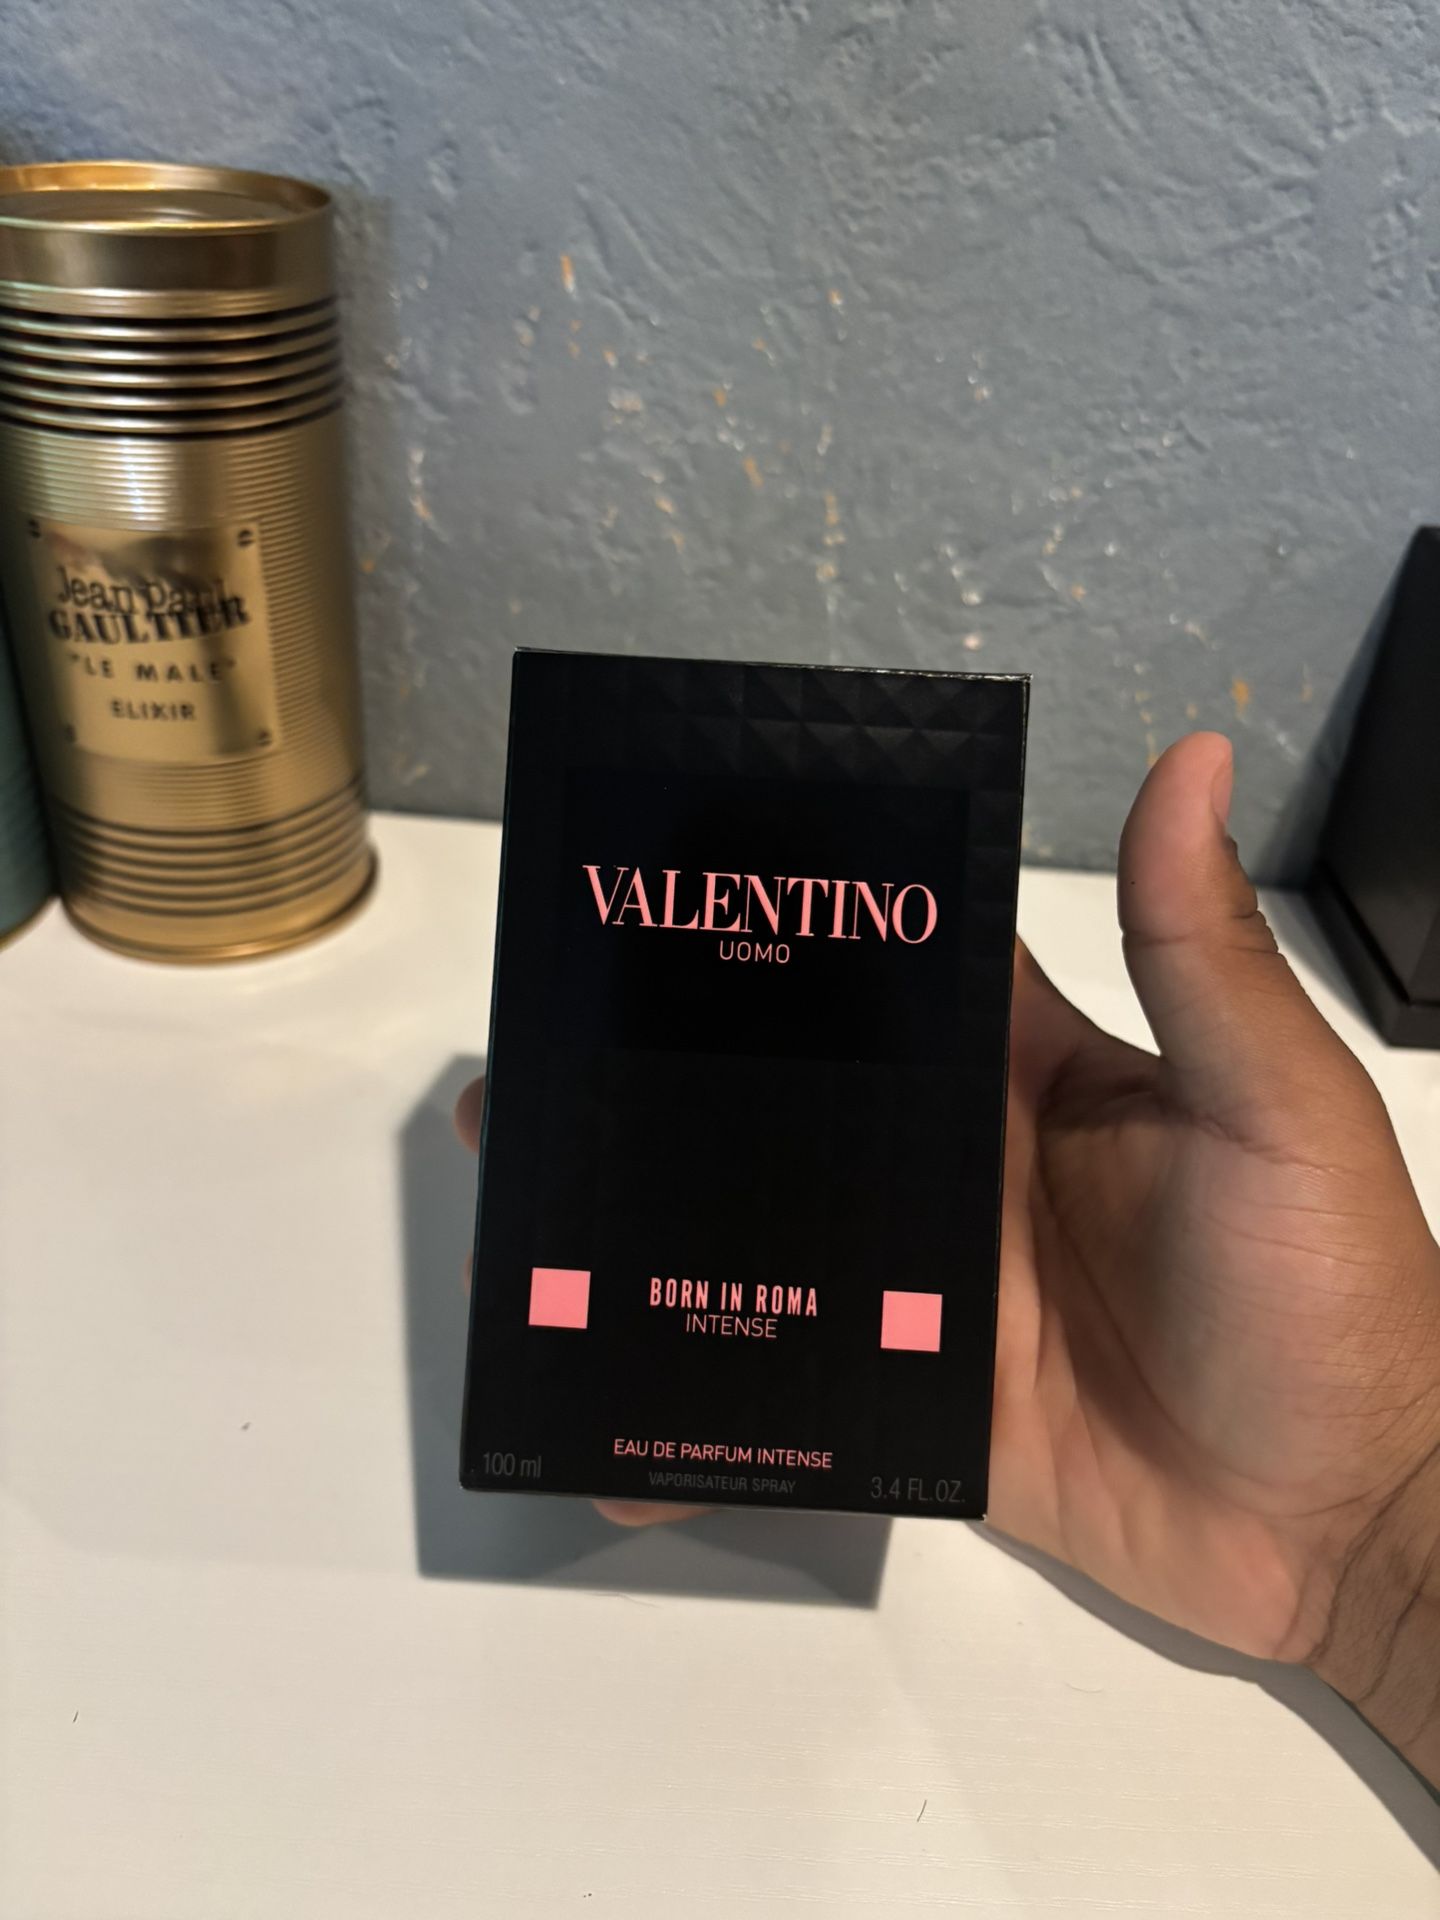 Jean Paul
GAULTIER
"LE MALE"
ELIXIR
VALENTINO
UOMO
BORN IN ROMA
INTENSE
EAU DE PARFUM INTENSE
100 ml
VAPORISATEUR SPRAY
3.4 FL.OZ.